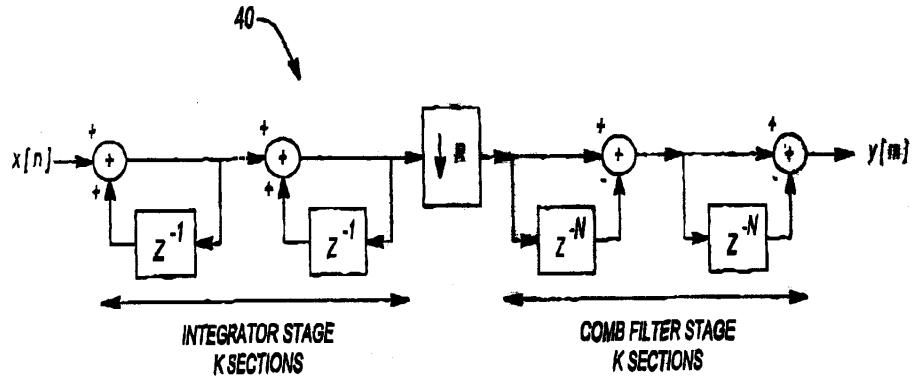 40
+ + + +
x[n] + + ↓ R + + y[m]
+ + - -
z⁻¹ z⁻¹ z⁻ᴺ z⁻ᴺ
INTEGRATOR STAGE COMB FILTER STAGE
K SECTIONS K SECTIONS